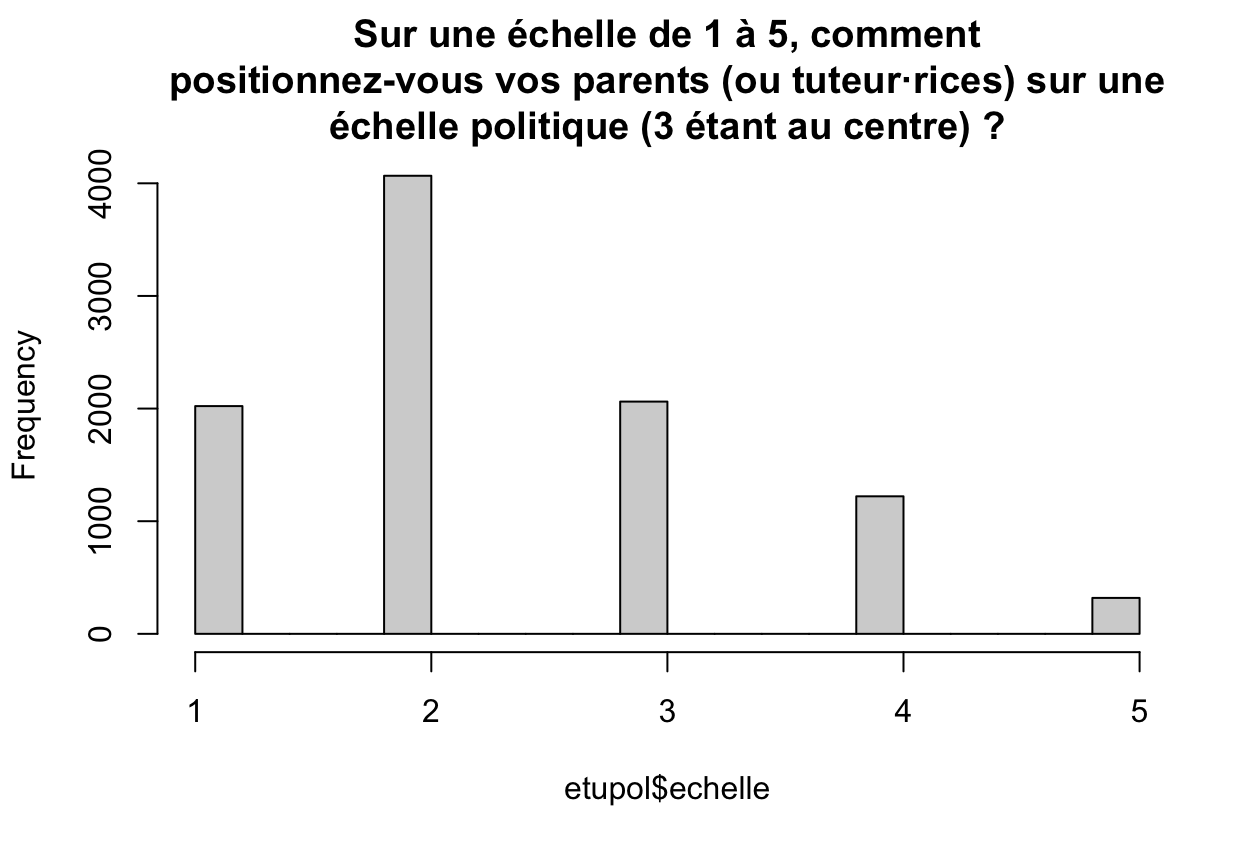 Sur une échelle de 1 à 5, comment
positionnez-vous vos parents (ou tuteur·rices) sur une
échelle politique (3 étant au centre) ?
4000
3000
2000
1000
0
Frequency
1 2 3 4 5
etupol$echelle